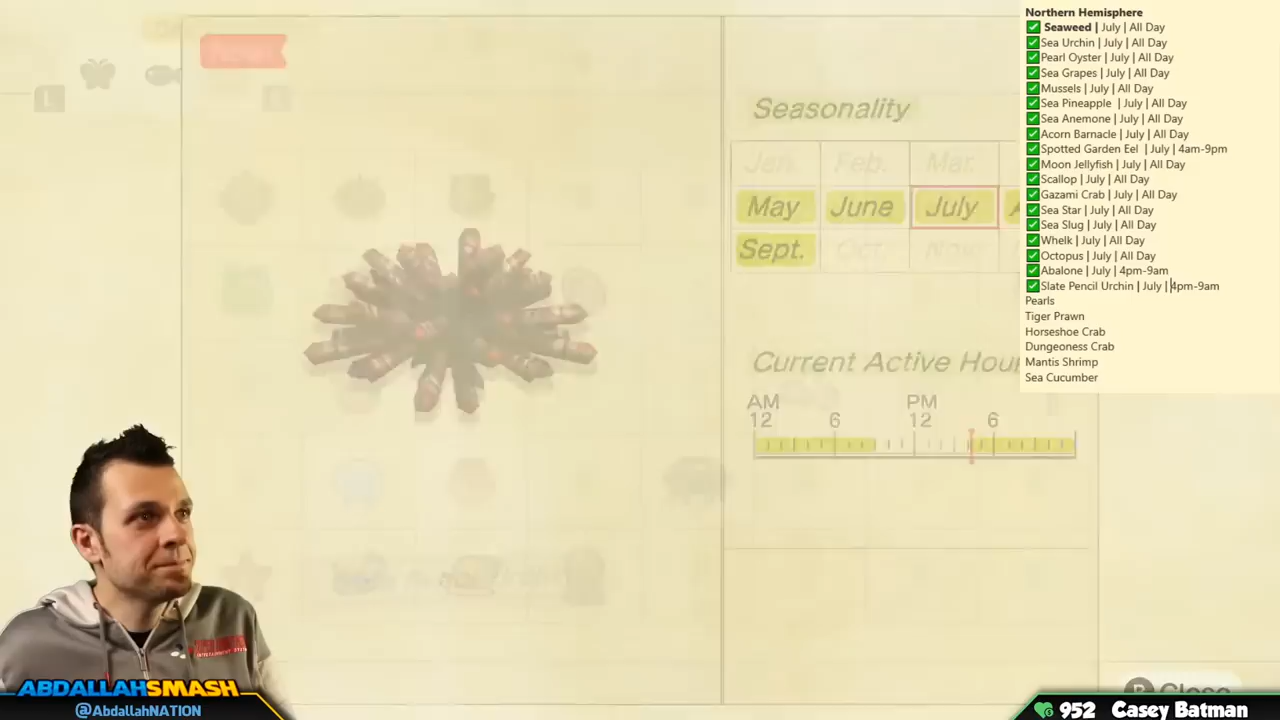 Northern Hemisphere
✅ Seaweed | July | All Day
✅ Sea Urchin | July | All Day
✅ Pearl Oyster | July | All Day
✅ Sea Grapes | July | All Day
✅ Mussels | July | All Day
✅ Sea Pineapple | July | All Day
✅ Sea Anemone | July | All Day
✅ Acorn Barnacle | July | All Day
✅ Spotted Garden Eel | July | 4am-9pm
✅ Moon Jellyfish | July | All Day
✅ Scallop | July | All Day
✅ Gazami Crab | July | All Day
✅ Sea Star | July | All Day
✅ Sea Slug | July | All Day
✅ Whelk | July | All Day
✅ Octopus | July | All Day
✅ Abalone | July | 4pm-9am
✅ Slate Pencil Urchin | July | 4pm-9am
Pearls
Tiger Prawn
Horseshoe Crab
Dungeoness Crab
Mantis Shrimp
Sea Cucumber
Seasonality
Jan. Feb. Mar.
May June July
Sept. Oct. Nov.
Current Active Hou
AM PM
12 6 12 6
Close
ABDALLAHSMASH
@AbdallahNATION
952 Casey Batman